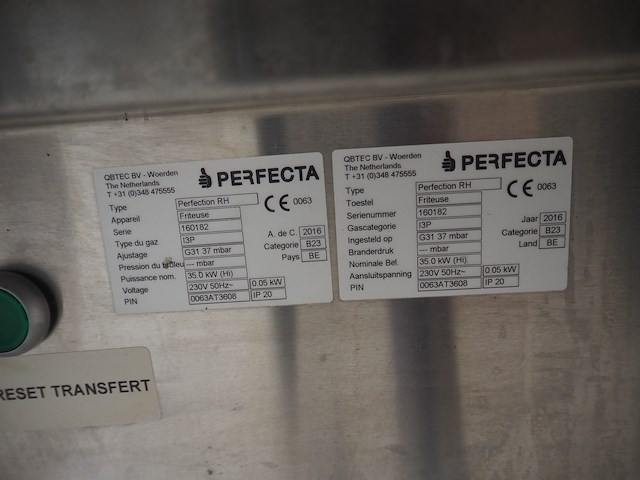 QBTEC BV - Woerden
The Netherlands
T +31 (0)348 475555
PERFECTA
Type Perfection RH CE 0063
Appareil Friteuse
Serie 160182 A. de C. 2016
Type du gaz I3P Categorie B23
Ajustage G31 37 mbar Pays BE
Pression du bruleur --- mbar
Puissance nom. 35.0 kW (Hi)
Voltage 230V 50Hz~ 0.05 kW
PIN 0063AT3608 IP 20
QBTEC BV - Woerden
The Netherlands
T +31 (0)348 475555
PERFECTA
Type Perfection RH CE 0063
Toestel Friteuse
Serienummer 160182 Jaar 2016
Gascategorie I3P Categorie B23
Ingesteld op G31 37 mbar Land BE
Branderdruk --- mbar
Nominale Bel. 35.0 kW (Hi)
Aansluitspanning 230V 50Hz~ 0.05 kW
PIN 0063AT3608 IP 20
RESET TRANSFERT